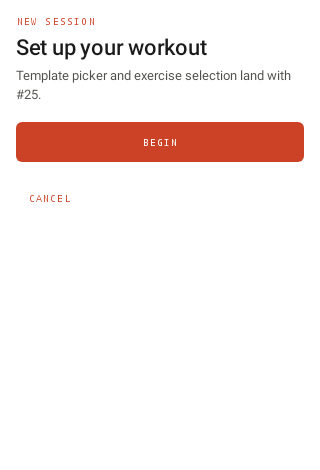 NEW SESSION
Set up your workout
Template picker and exercise selection land with
#25.
BEGIN
CANCEL